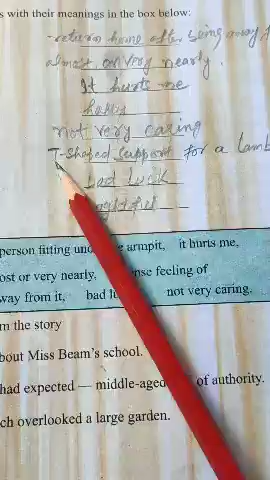 s with their meanings in the box below:
return home after being away f
almost or very nearly.
It hurts me
happy
not very caring
T-shaped support for a lamb
bad luck
person fitting und armpit, it hurts me,
ost or very nearly, nse feeling of
way from it, bad lu not very caring.
m the story
bout Miss Beam's school.
had expected — middle-aged of authority.
ch overlooked a large garden.